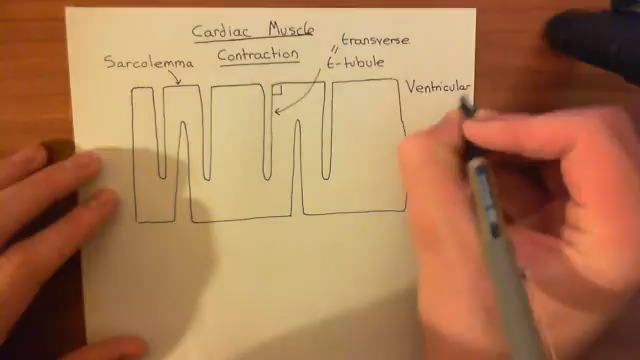 Cardiac Muscle
Contraction
Sarcolemma
transverse
"
t-tubule
Ventricular